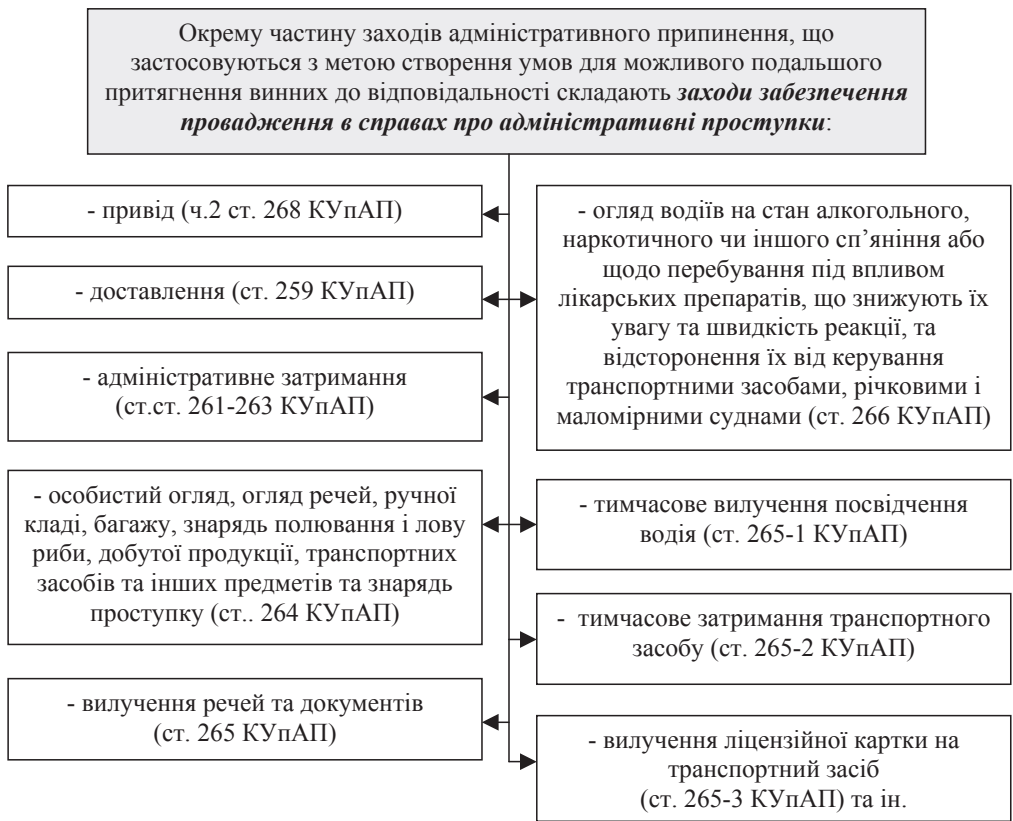 Окрему частину заходів адміністративного припинення, що
застосовуються з метою створення умов для можливого подальшого
притягнення винних до відповідальності складають заходи забезпечення
провадження в справах про адміністративні проступки:
- привід (ч.2 ст. 268 КУпАП)
- доставлення (ст. 259 КУпАП)
- адміністративне затримання
(ст.ст. 261-263 КУпАП)
- особистий огляд, огляд речей, ручної
кладі, багажу, знарядь полювання і лову
риби, добутої продукції, транспортних
засобів та інших предметів та знарядь
проступку (ст.. 264 КУпАП)
- вилучення речей та документів
(ст. 265 КУпАП)
- огляд водіїв на стан алкогольного,
наркотичного чи іншого сп’яніння або
щодо перебування під впливом
лікарських препаратів, що знижують їх
увагу та швидкість реакції, та
відсторонення їх від керування
транспортними засобами, річковими і
маломірними суднами (ст. 266 КУпАП)
- тимчасове вилучення посвідчення
водія (ст. 265-1 КУпАП)
- тимчасове затримання транспортного
засобу (ст. 265-2 КУпАП)
- вилучення ліцензійної картки на
транспортний засіб
(ст. 265-3 КУпАП) та ін.